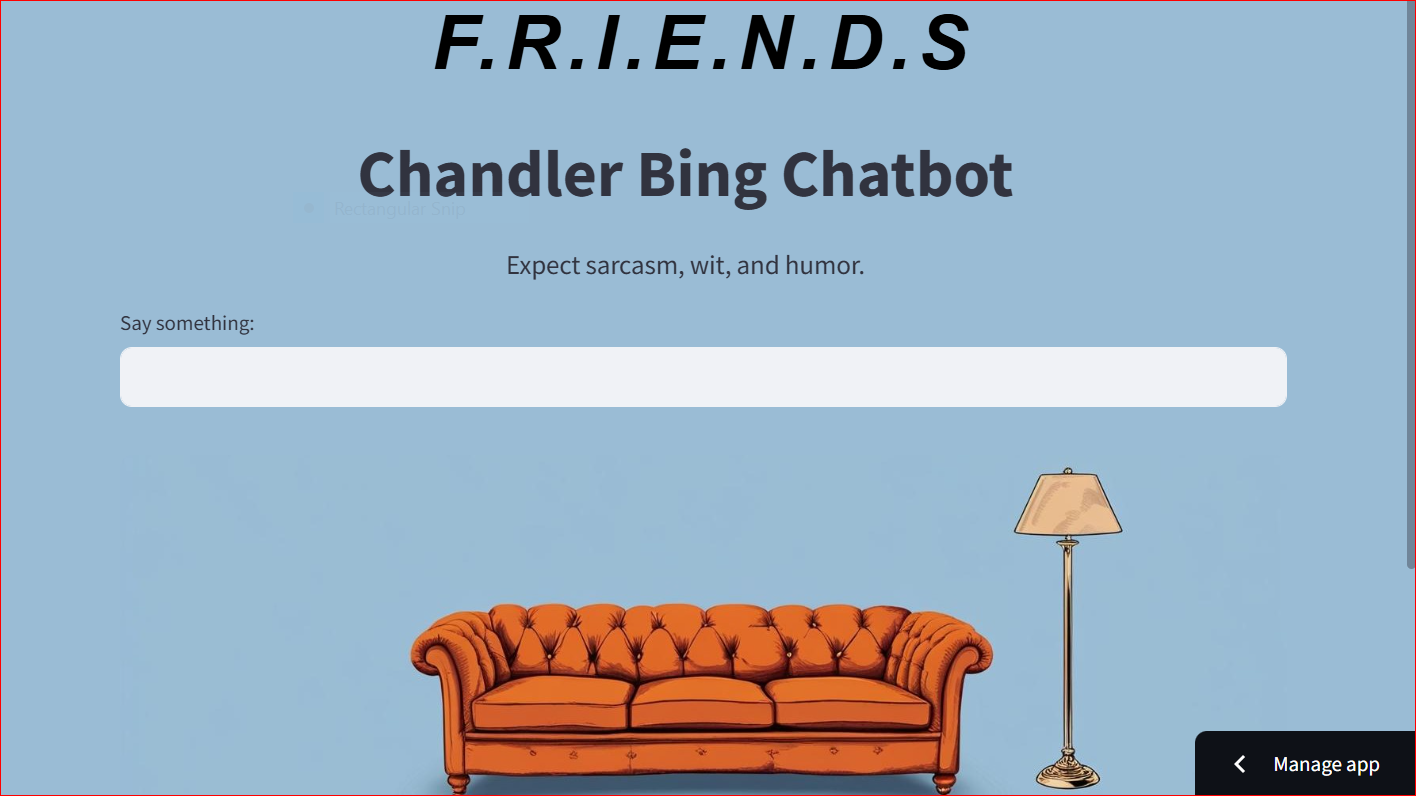 F.R.I.E.N.D.S
Chandler Bing Chatbot
Rectangular Snip
Expect sarcasm, wit, and humor.
Say something:
Manage app